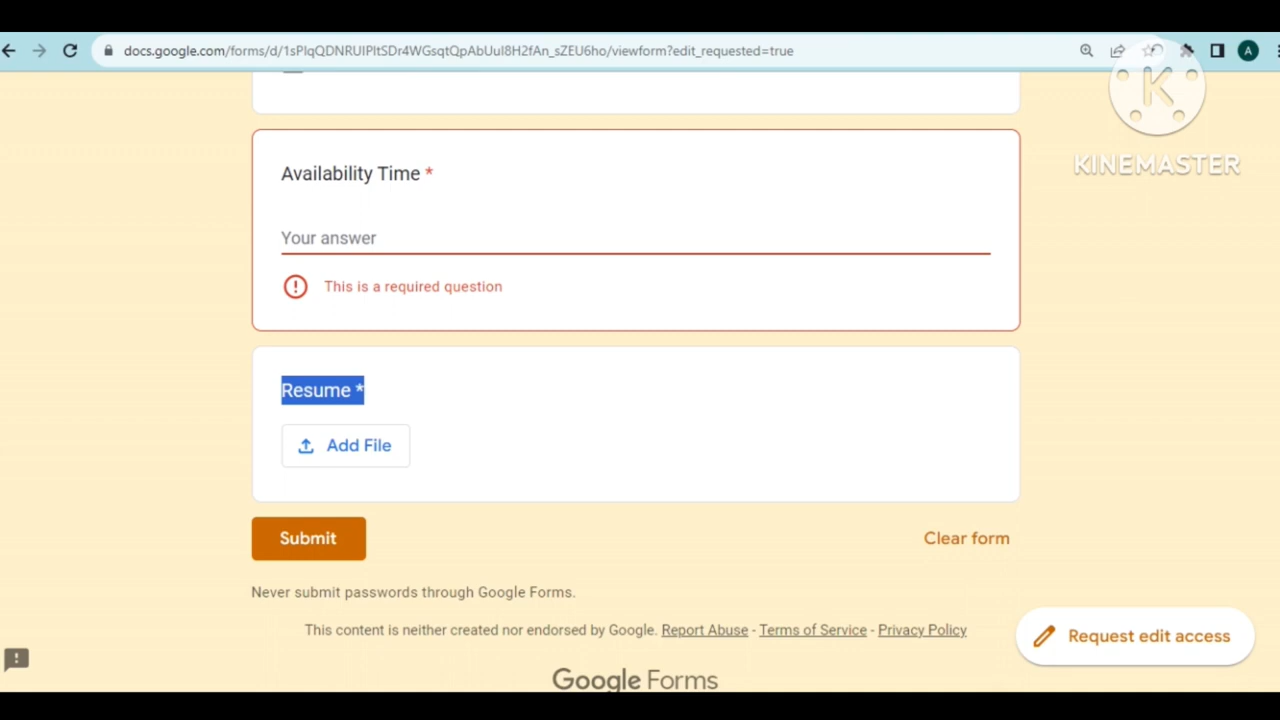 docs.google.com/forms/d/1sPlqQDNRUIPltSDr4WGsqtQpAbUul8H2fAn_sZEU6ho/viewform?edit_requested=true
A
K
KINEMASTER
Availability Time *
Your answer
This is a required question
Resume *
Add File
Submit
Clear form
Never submit passwords through Google Forms.
This content is neither created nor endorsed by Google. Report Abuse - Terms of Service - Privacy Policy
Request edit access
Google Forms